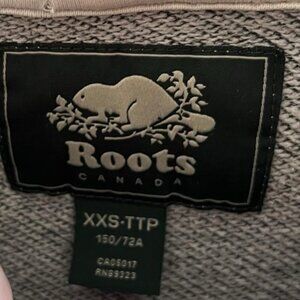 Roots
CANADA
XXS-TTP
150/72A
CA05017
RN89323